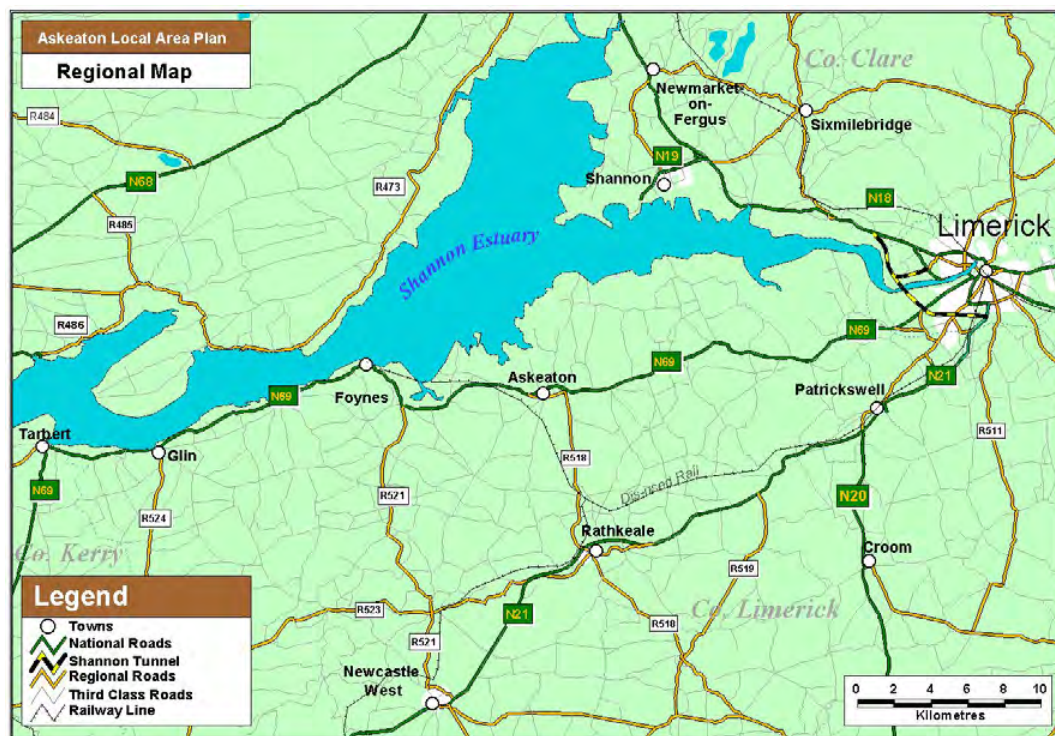 Askeaton Local Area Plan
Regional Map
Co. Clare
Newmarket-
on-
Fergus
Sixmilebridge
R484
N19
Shannon
N68
R473
N18
R485
Limerick
Shannon Estuary
R486
N69
N69
Askeaton
N21
Foynes
N69
Patrickswell
Tarbert
Glin
R511
R518
Disused Rail
N69
R521
N20
R524
Rathkeale
Co. Kerry
Croom
R519
R523
N21
Co. Limerick
R518
R521
Newcastle
West
Legend
Towns
National Roads
Shannon Tunnel
Regional Roads
Third Class Roads
Railway Line
0 2 4 6 8 10
Kilometres